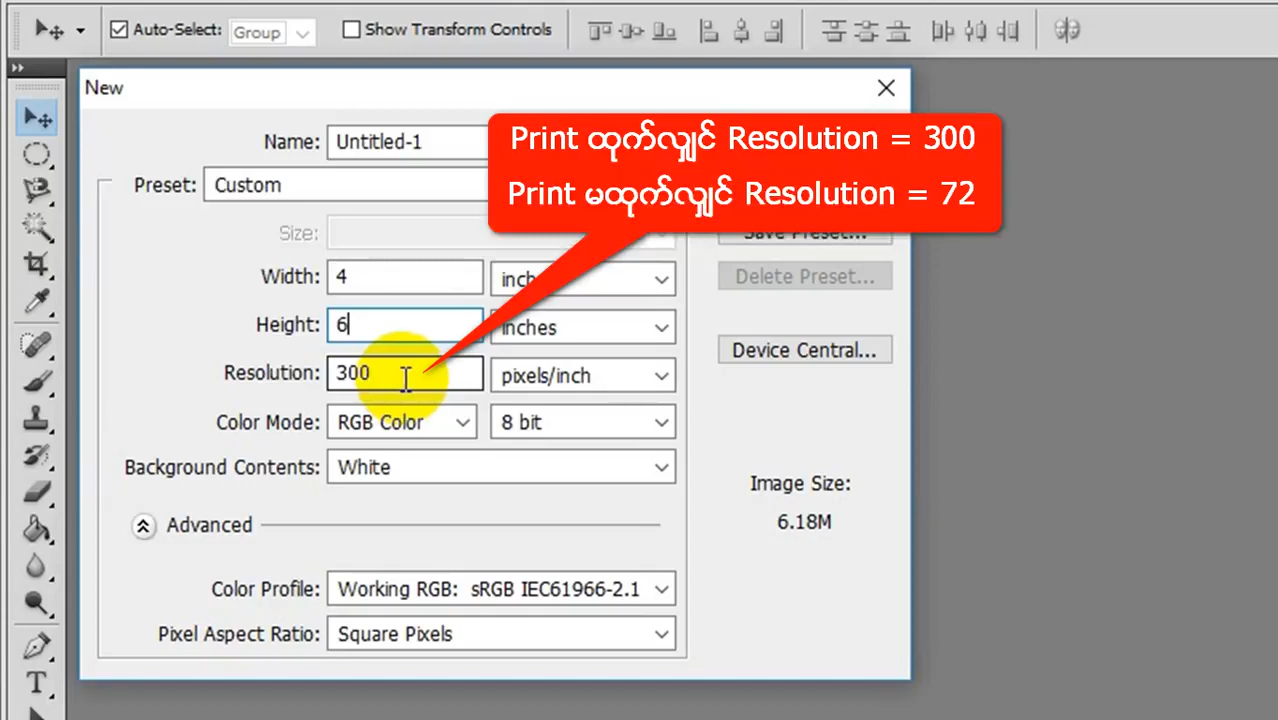 Auto-Select: Group Show Transform Controls
New
Name: Untitled-1
Print ထုတ်လျှင် Resolution = 300
Print မထုတ်လျှင် Resolution = 72
Preset: Custom
Size:
Save Preset...
Width: 4 inch
Delete Preset...
Height: 6 inches
Device Central...
Resolution: 300 pixels/inch
Color Mode: RGB Color 8 bit
Background Contents: White
Image Size:
6.18M
Advanced
Color Profile: Working RGB: sRGB IEC61966-2.1
Pixel Aspect Ratio: Square Pixels
T